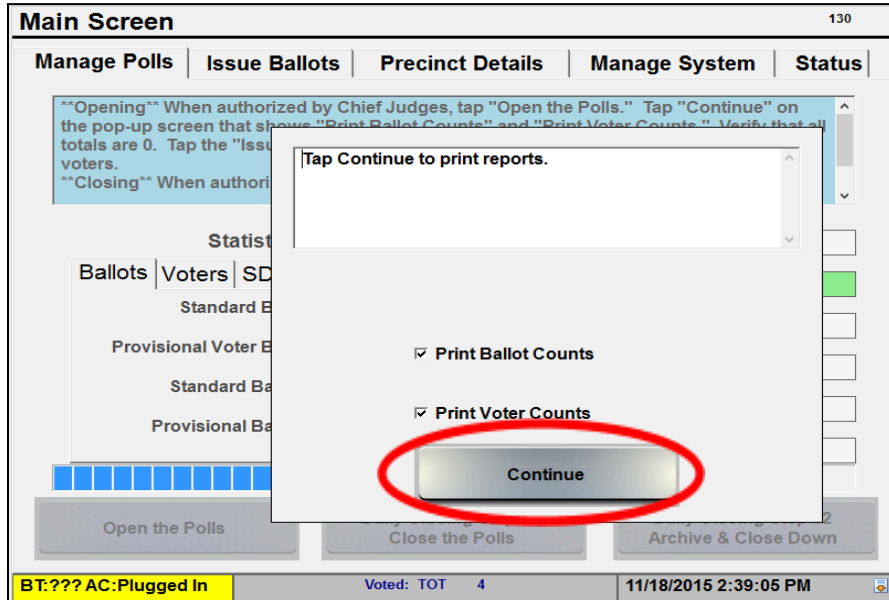 Main Screen
130
Manage Polls
Issue Ballots
Precinct Details
Manage System
Status
**Opening** When authorized by Chief Judges, tap "Open the Polls." Tap "Continue" on
the pop-up screen that shows "Print Ballot Counts" and "Print Voter Counts." Verify that all
totals are 0. Tap the "Issu
voters.
**Closing** When authori
Tap Continue to print reports.
Statist
Ballots
Voters
SD
Standard B
Provisional Voter B
Standard Ba
Provisional Ba
Print Ballot Counts
Print Voter Counts
Continue
Open the Polls
Close the Polls
2
Archive & Close Down
BT:??? AC:Plugged In
Voted: TOT 4
11/18/2015 2:39:05 PM